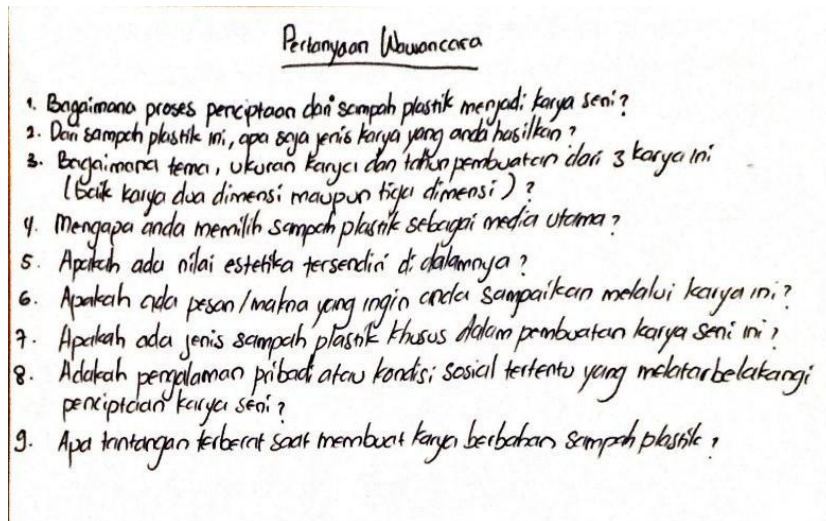 Pertanyaan Wawancara
1. Bagaimana proses penciptaan dari sampah plastik menjadi karya seni?
2. Dari sampah plastik ini, apa saja jenis karya yang anda hasilkan?
3. Bagaimana tema, ukuran karya dan tahun pembuatan dari 3 karya ini
(baik karya dua dimensi maupun tiga dimensi)?
4. Mengapa anda memilih sampah plastik sebagai media utama?
5. Apakah ada nilai estetika tersendiri di dalamnya?
6. Apakah ada pesan/makna yang ingin anda sampaikan melalui karya ini?
7. Apakah ada jenis sampah plastik khusus dalam pembuatan karya seni ini?
8. Adakah pengalaman pribadi atau kondisi sosial tertentu yang melatarbelakangi
penciptaan karya seni?
9. Apa tantangan terberat saat membuat karya berbahan sampah plastik?